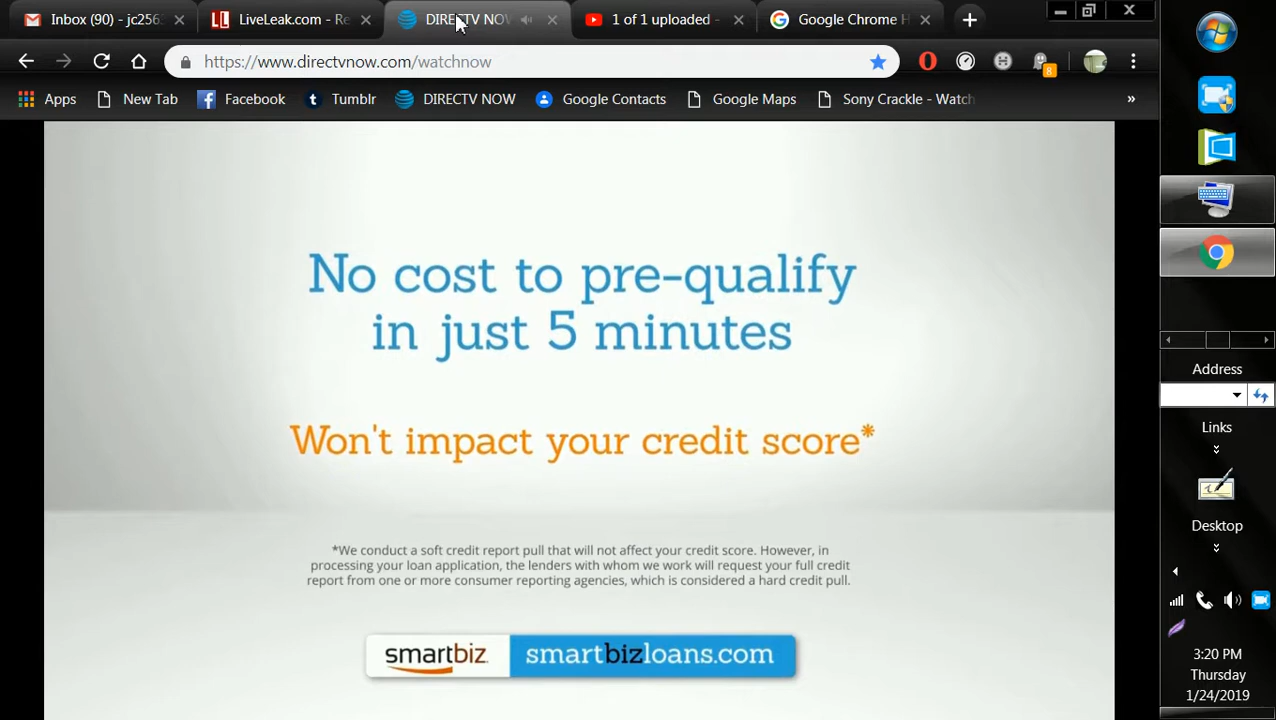 Inbox (90) - jc256
LiveLeak.com - Re
DIRECTV NOW
1 of 1 uploaded -
Google Chrome H
https://www.directvnow.com/watchnow
8
Apps
New Tab
Facebook
Tumblr
DIRECTV NOW
Google Contacts
Google Maps
Sony Crackle - Watch
»
No cost to pre-qualify
in just 5 minutes
Won't impact your credit score*
*We conduct a soft credit report pull that will not affect your credit score. However, in
processing your loan application, the lenders with whom we work will request your full credit
report from one or more consumer reporting agencies, which is considered a hard credit pull.
smartbiz.
smartbizloans.com
Address
Links
Desktop
3:20 PM
Thursday
1/24/2019